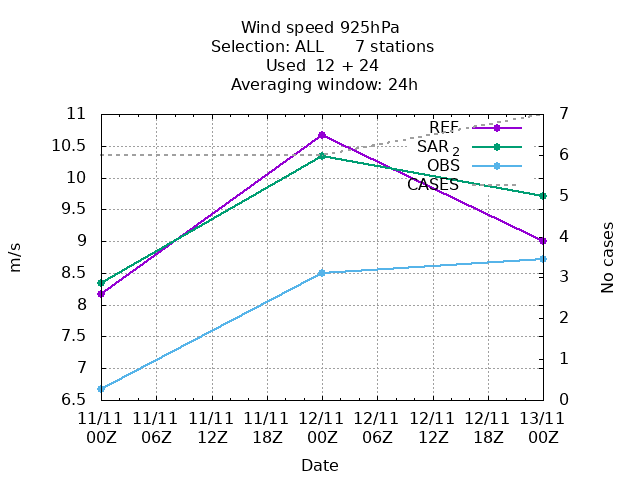 Wind speed 925hPa
Selection: ALL 7 stations
Used 12 + 24
Averaging window: 24h
11
10.5
10
9.5
9
8.5
8
7.5
7
6.5
m/s
7
6
5
4
3
2
1
0
No cases
REF
SAR 2
OBS
CASES
11/11 11/11 11/11 11/11 12/11 12/11 12/11 12/11 13/11
00Z 06Z 12Z 18Z 00Z 06Z 12Z 18Z 00Z
Date